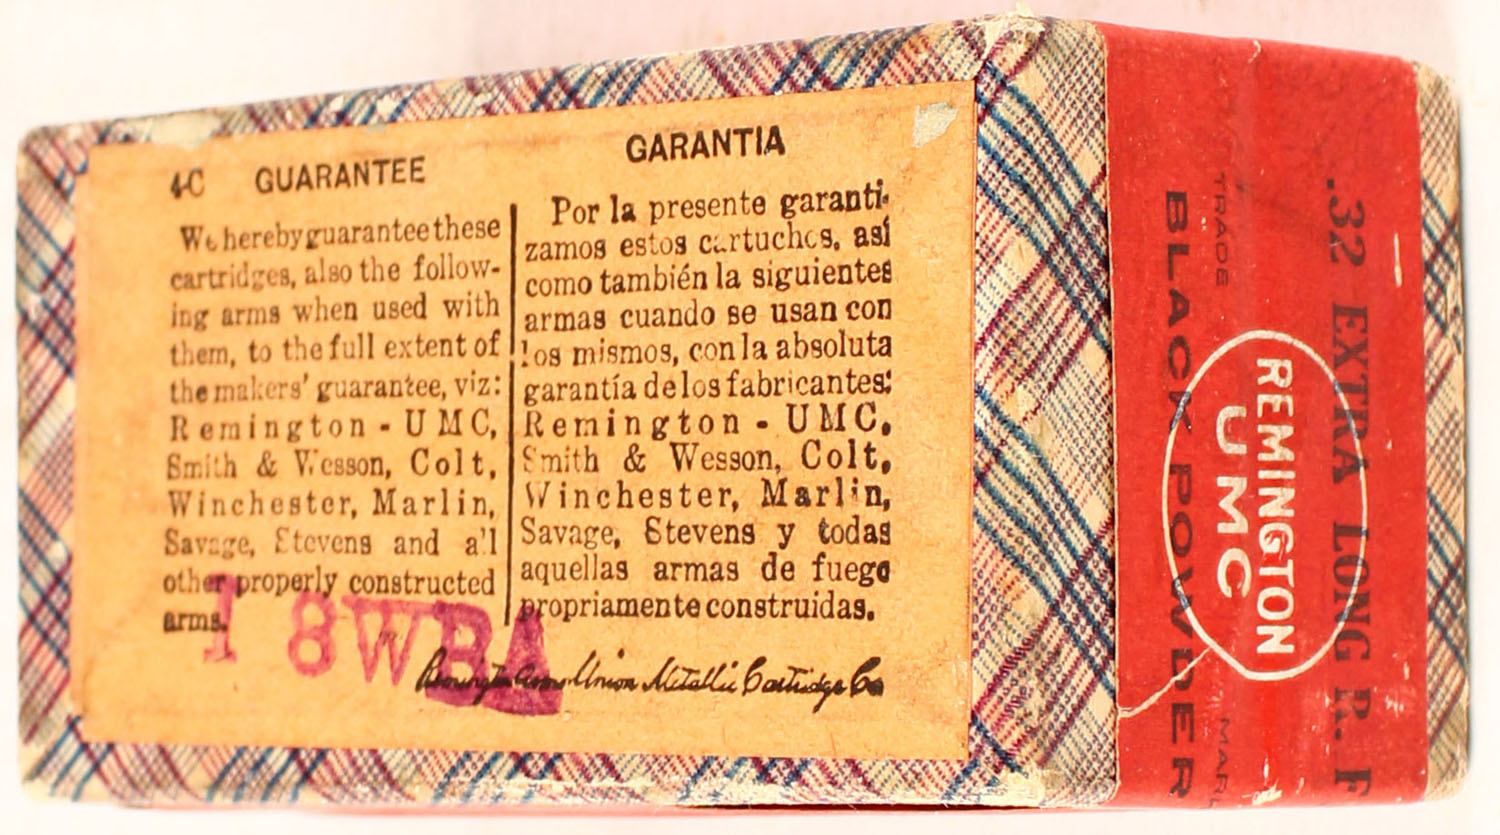 4-C GUARANTEE
We hereby guarantee these
cartridges, also the follow-
ing arms when used with
them, to the full extent of
the makers' guarantee, viz:
Remington - UMC,
Smith & Wesson, Colt,
Winchester, Marlin,
Savage, Stevens and all
other properly constructed
arms.
GARANTIA
Por la presente garanti-
zamos estos cartuchos, así
como también la siguientes
armas cuando se usan con
los mismos, con la absoluta
garantía de los fabricantes:
Remington - UMC,
Smith & Wesson, Colt,
Winchester, Marlin,
Savage, Stevens y todas
aquellas armas de fuego
propriamente construidas.
I 8WBA
Remington Arms Union Metallic Cartridge Co
.32 EXTRA LONG R. F
REMINGTON
UMC
TRADE MARK
BLACK POWDER